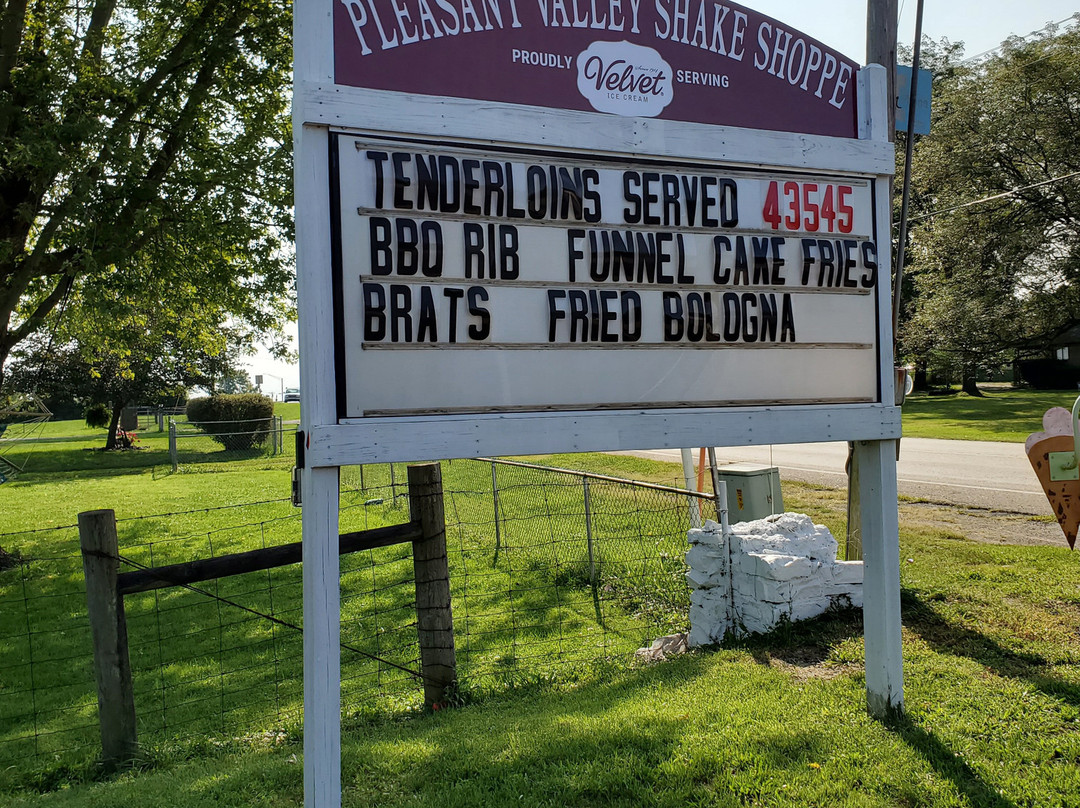 PLEASANT VALLEY SHAKE SHOPPE
PROUDLY Velvet. SERVING
ICE CREAM
TENDERLOINS SERVED 43545
BBQ RIB FUNNEL CAKE FRIES
BRATS FRIED BOLOGNA